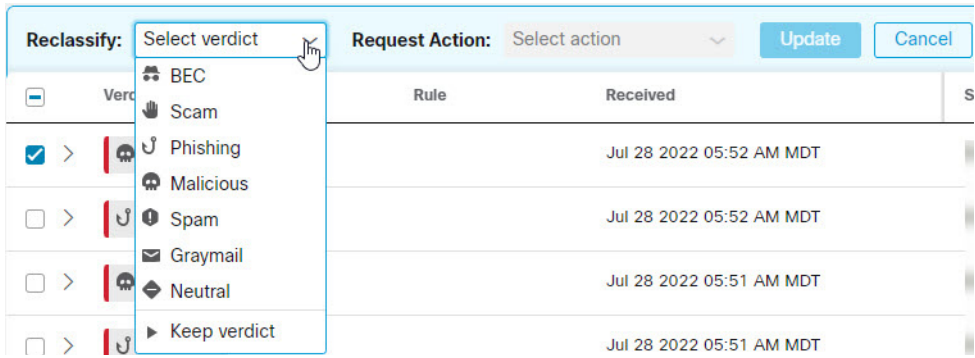 Reclassify: Select verdict Request Action: Select action Update Cancel
Rule Received
BEC
Scam
Phishing
Malicious
Spam
Graymail
Neutral
Keep verdict
Jul 28 2022 05:52 AM MDT
Jul 28 2022 05:52 AM MDT
Jul 28 2022 05:51 AM MDT
Jul 28 2022 05:51 AM MDT